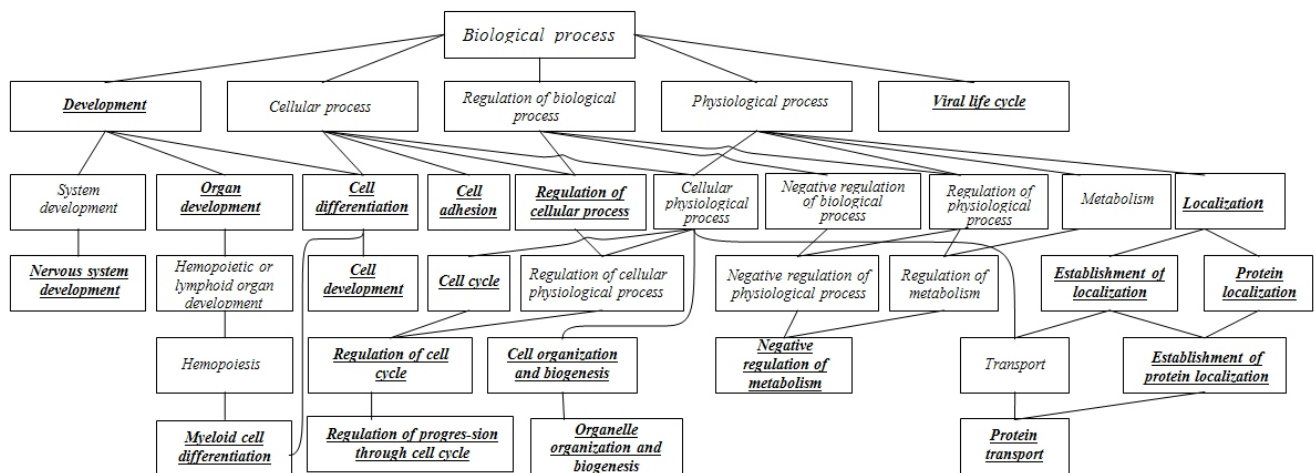 Biological process
Development
Cellular process
Regulation of biological
process
Physiological process
Viral life cycle
System
development
Organ
development
Cell
differentiation
Cell
adhesion
Regulation of
cellular process
Cellular
physiological
process
Negative regulation
of biological
process
Regulation of
physiological
process
Metabolism
Localization
Nervous system
development
Hemopoietic or
lymphoid organ
development
Cell
development
Cell cycle
Regulation of cellular
physiological process
Negative regulation of
physiological process
Regulation of
metabolism
Establishment of
localization
Protein
localization
Hemopoiesis
Regulation of cell
cycle
Cell organization
and biogenesis
Negative
regulation of
metabolism
Transport
Establishment of
protein localization
Myeloid cell
differentiation
Regulation of progres-sion
through cell cycle
Organelle
organization and
biogenesis
Protein
transport